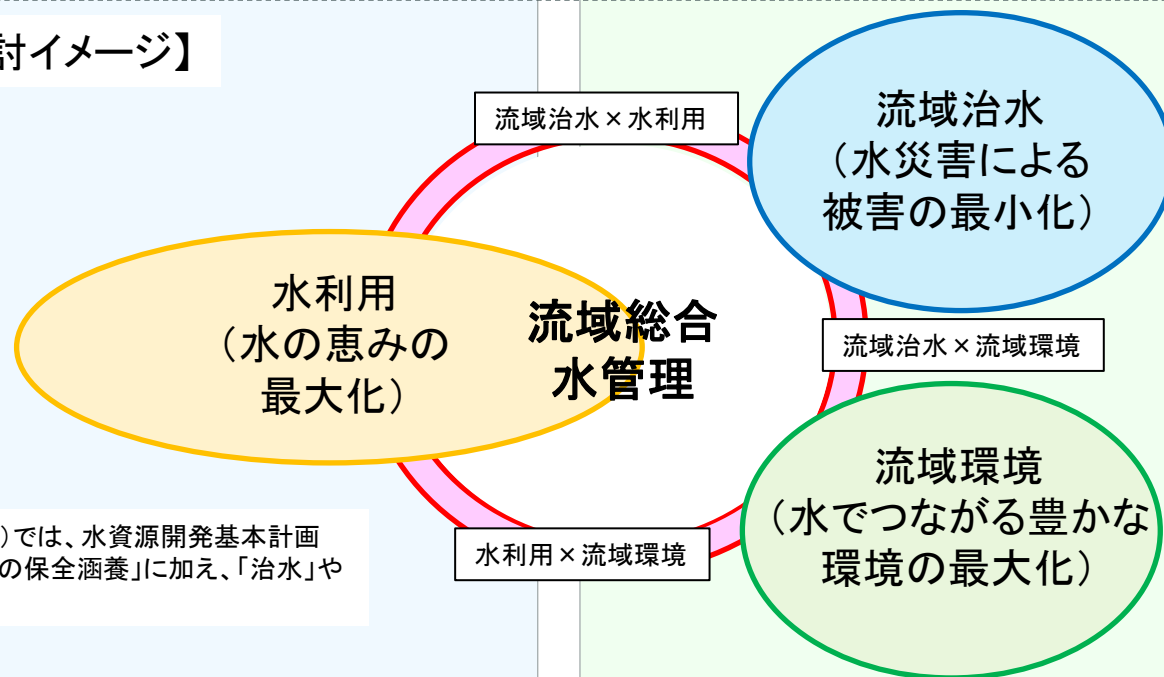 討イメージ】
流域治水×水利用
流域治水
（水災害による
被害の最小化）
水利用
（水の恵みの
最大化）
流域総合
水管理
流域治水×流域環境
流域環境
（水でつながる豊かな
環境の最大化）
水利用×流域環境
）では、水資源開発基本計画
の保全涵養」に加え、「治水」や